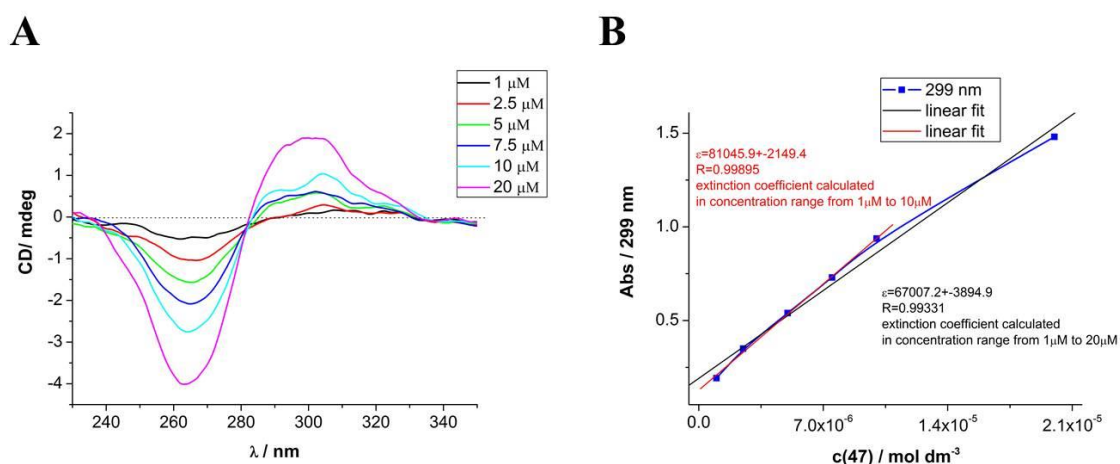 A
1 μM
2.5 μM
5 μM
7.5 μM
10 μM
20 μM
2
1
0
-1
-2
-3
-4
CD/ mdeg
240 260 280 300 320 340
λ / nm
B
299 nm
linear fit
linear fit
1.5
1.0
0.5
Abs / 299 nm
ε=81045.9+-2149.4
R=0.99895
extinction coefficient calculated
in concentration range from 1μM to 10μM
ε=67007.2+-3894.9
R=0.99331
extinction coefficient calculated
in concentration range from 1μM to 20μM
0.0 7.0x10⁻⁶ 1.4x10⁻⁵ 2.1x10⁻⁵
c(47) / mol dm⁻³